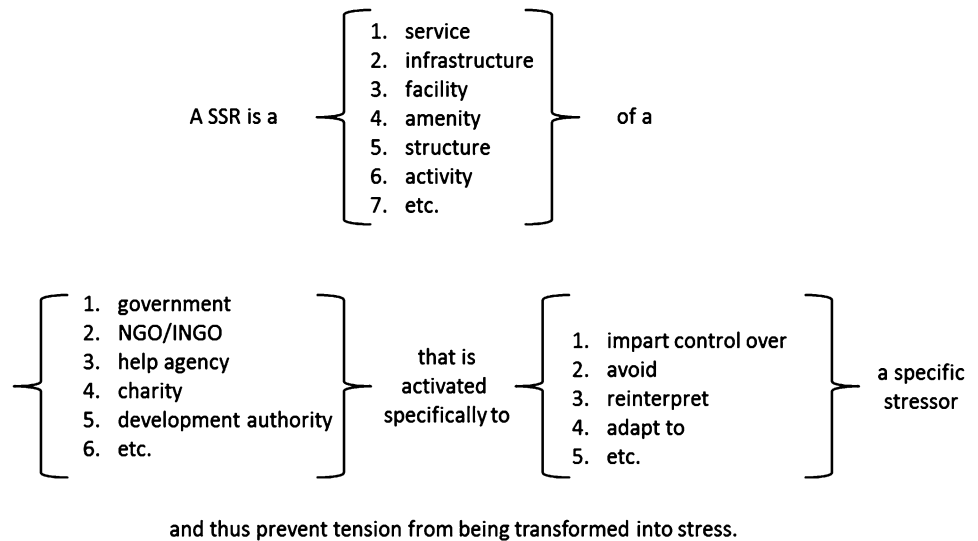 A SSR is a
1. service
2. infrastructure
3. facility
4. amenity
5. structure
6. activity
7. etc.
of a
1. government
2. NGO/INGO
3. help agency
4. charity
5. development authority
6. etc.
that is
activated
specifically to
1. impart control over
2. avoid
3. reinterpret
4. adapt to
5. etc.
a specific
stressor
and thus prevent tension from being transformed into stress.